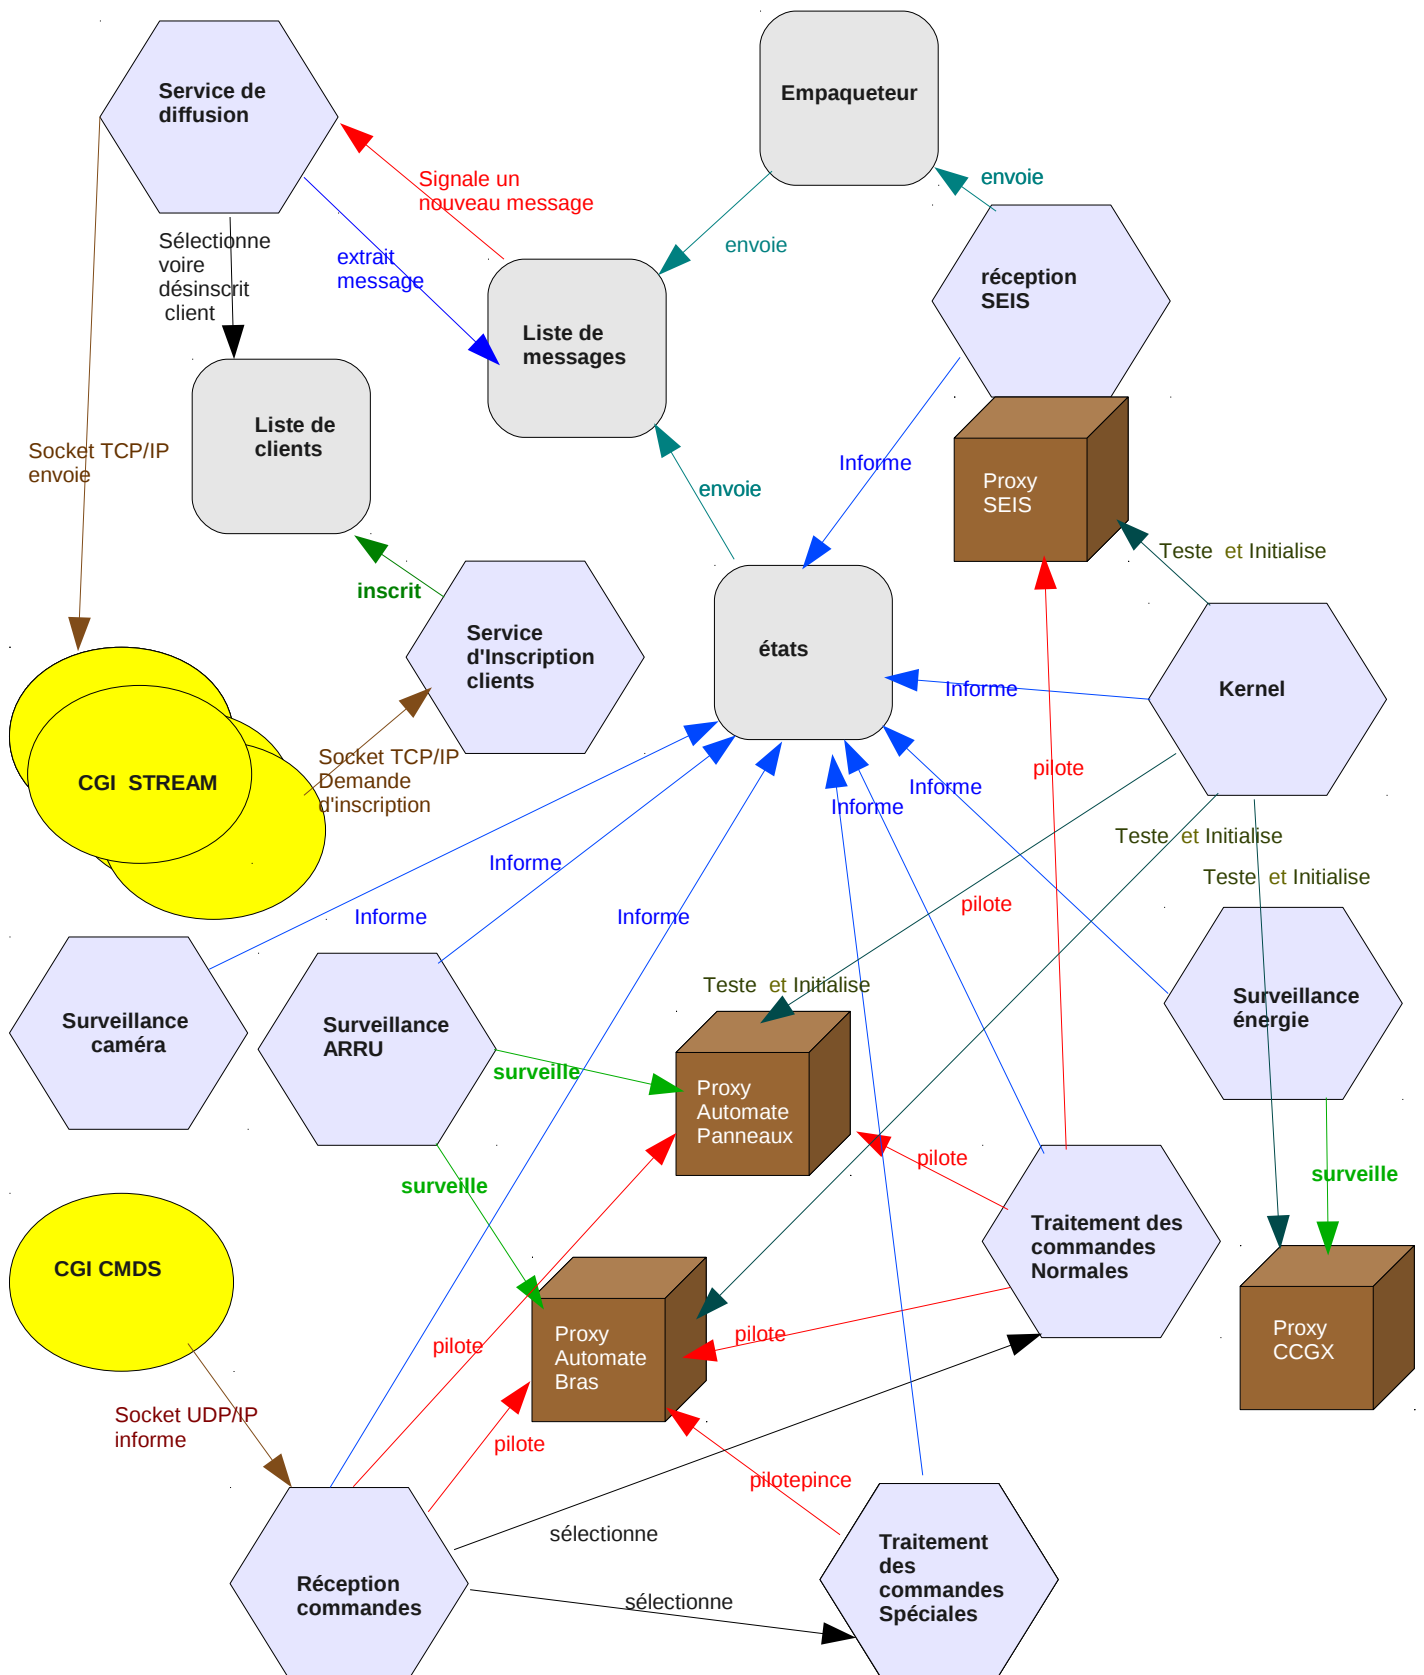 Service de
diffusion
Empaqueteur
Signale un
nouveau message
envoie
envoie
Sélectionne
voire
désinscrit
client
extrait
message
réception
SEIS
Liste de
messages
Liste de
clients
Socket TCP/IP
envoie
Informe
envoie
Proxy
SEIS
Teste et Initialise
inscrit
Service
d'Inscription
clients
états
Kernel
Informe
CGI STREAM
Socket TCP/IP
Demande
d'inscription
pilote
Informe
Informe
Teste et Initialise
Informe
Teste et Initialise
Informe
Informe
pilote
Teste et Initialise
Surveillance
caméra
Surveillance
ARRU
Surveillance
énergie
surveille
Proxy
Automate
Panneaux
surveille
pilote
surveille
Traitement des
commandes
Normales
CGI CMDS
pilote
Proxy
Automate
Bras
pilote
Proxy
CCGX
Socket UDP/IP
informe
pilote
pilotepince
sélectionne
Traitement
des
commandes
Spéciales
Réception
commandes
sélectionne